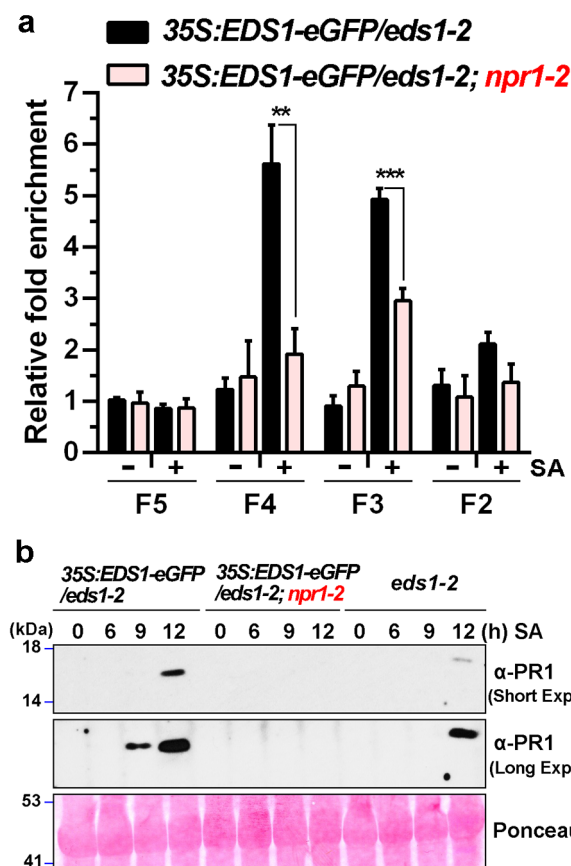 a
35S:EDS1-eGFP/eds1-2
35S:EDS1-eGFP/eds1-2; npr1-2
Relative fold enrichment
7
6
5
4
3
2
1
0
** ***
- + - + - + - + SA
F5 F4 F3 F2
b
35S:EDS1-eGFP /eds1-2
35S:EDS1-eGFP /eds1-2; npr1-2
eds1-2
(kDa) 0 6 9 12 0 6 9 12 0 6 9 12 (h) SA
18
14
α-PR1
(Short Exp
α-PR1
(Long Exp
53
41
Ponceau